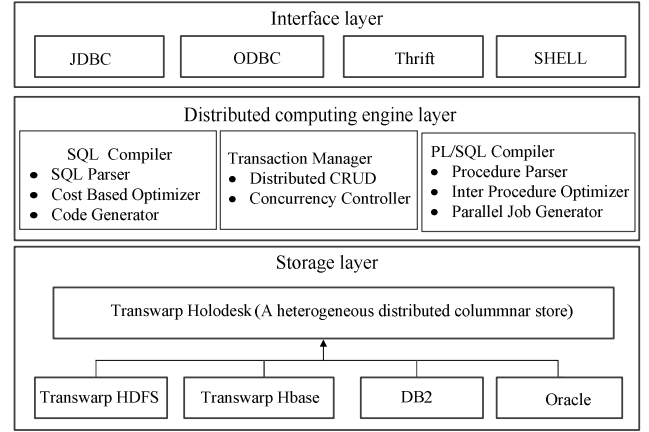 Interface layer
JDBC
ODBC
Thrift
SHELL
Distributed computing engine layer
SQL Compiler
● SQL Parser
● Cost Based Optimizer
● Code Generator
Transaction Manager
● Distributed CRUD
● Concurrency Controller
PL/SQL Compiler
● Procedure Parser
● Inter Procedure Optimizer
● Parallel Job Generator
Storage layer
Transwarp Holodesk (A heterogeneous distributed colummnar store)
Transwarp HDFS
Transwarp Hbase
DB2
Oracle